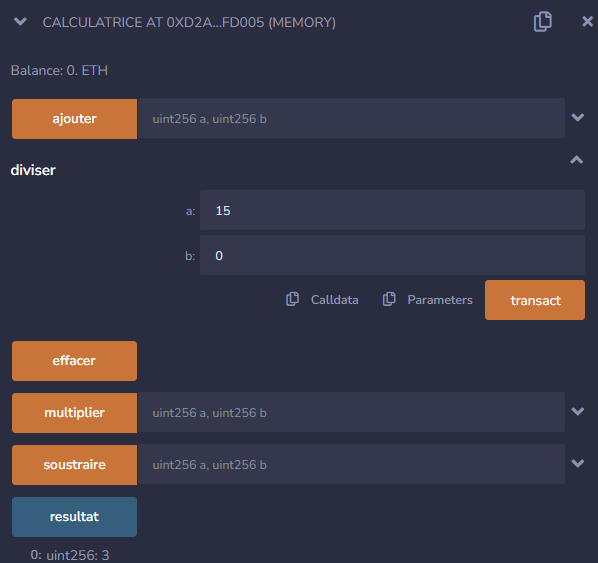 CALCULATRICE AT 0XD2A...FD005 (MEMORY)
Balance: 0. ETH
ajouter uint256 a, uint256 b
diviser
a: 15
b: 0
Calldata Parameters transact
effacer
multiplier uint256 a, uint256 b
soustraire uint256 a, uint256 b
resultat
0: uint256: 3